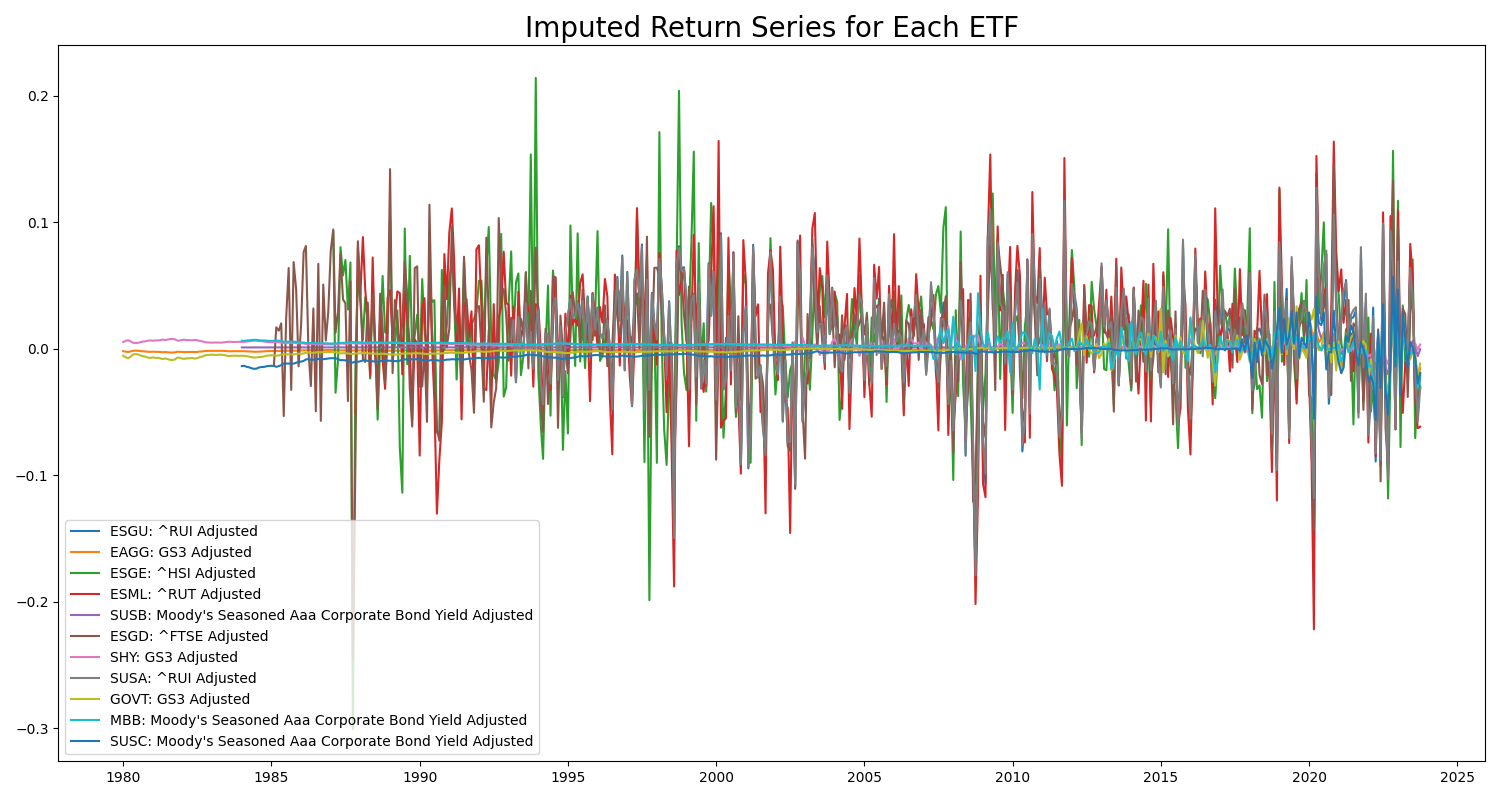 Imputed Return Series for Each ETF
0.2
0.1
0.0
−0.1
−0.2
−0.3
ESGU: ^RUI Adjusted
EAGG: GS3 Adjusted
ESGE: ^HSI Adjusted
ESML: ^RUT Adjusted
SUSB: Moody's Seasoned Aaa Corporate Bond Yield Adjusted
ESGD: ^FTSE Adjusted
SHY: GS3 Adjusted
SUSA: ^RUI Adjusted
GOVT: GS3 Adjusted
MBB: Moody's Seasoned Aaa Corporate Bond Yield Adjusted
SUSC: Moody's Seasoned Aaa Corporate Bond Yield Adjusted
1980 1985 1990 1995 2000 2005 2010 2015 2020 2025